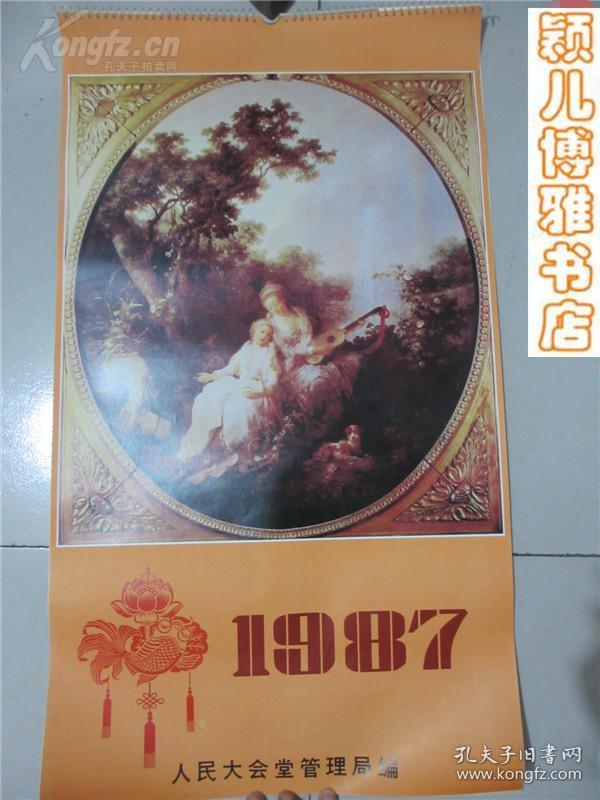 Kongfz.cn
孔夫子拍卖网
颖儿博雅书店
1987
人民大会堂管理局编
孔夫子旧书网
www.kongfz.com